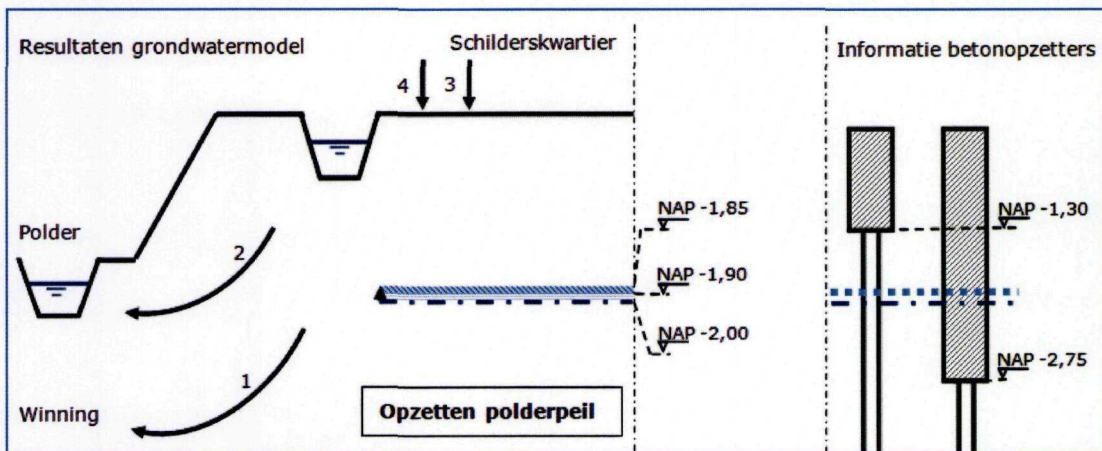 Resultaten grondwatermodel
Schilderskwartier
Informatie betonopzetters
4
3
NAP -1,85
NAP -1,30
Polder
2
NAP -1,90
NAP -2,00
1
NAP -2,75
Winning
Opzetten polderpeil